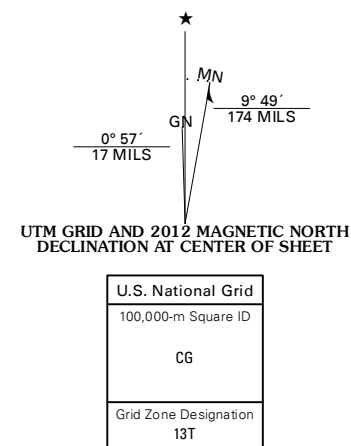 MN
9° 49´
174 MILS
GN
0° 57´
17 MILS
UTM GRID AND 2012 MAGNETIC NORTH
DECLINATION AT CENTER OF SHEET
U.S. National Grid
100,000-m Square ID
CG
Grid Zone Designation
13T